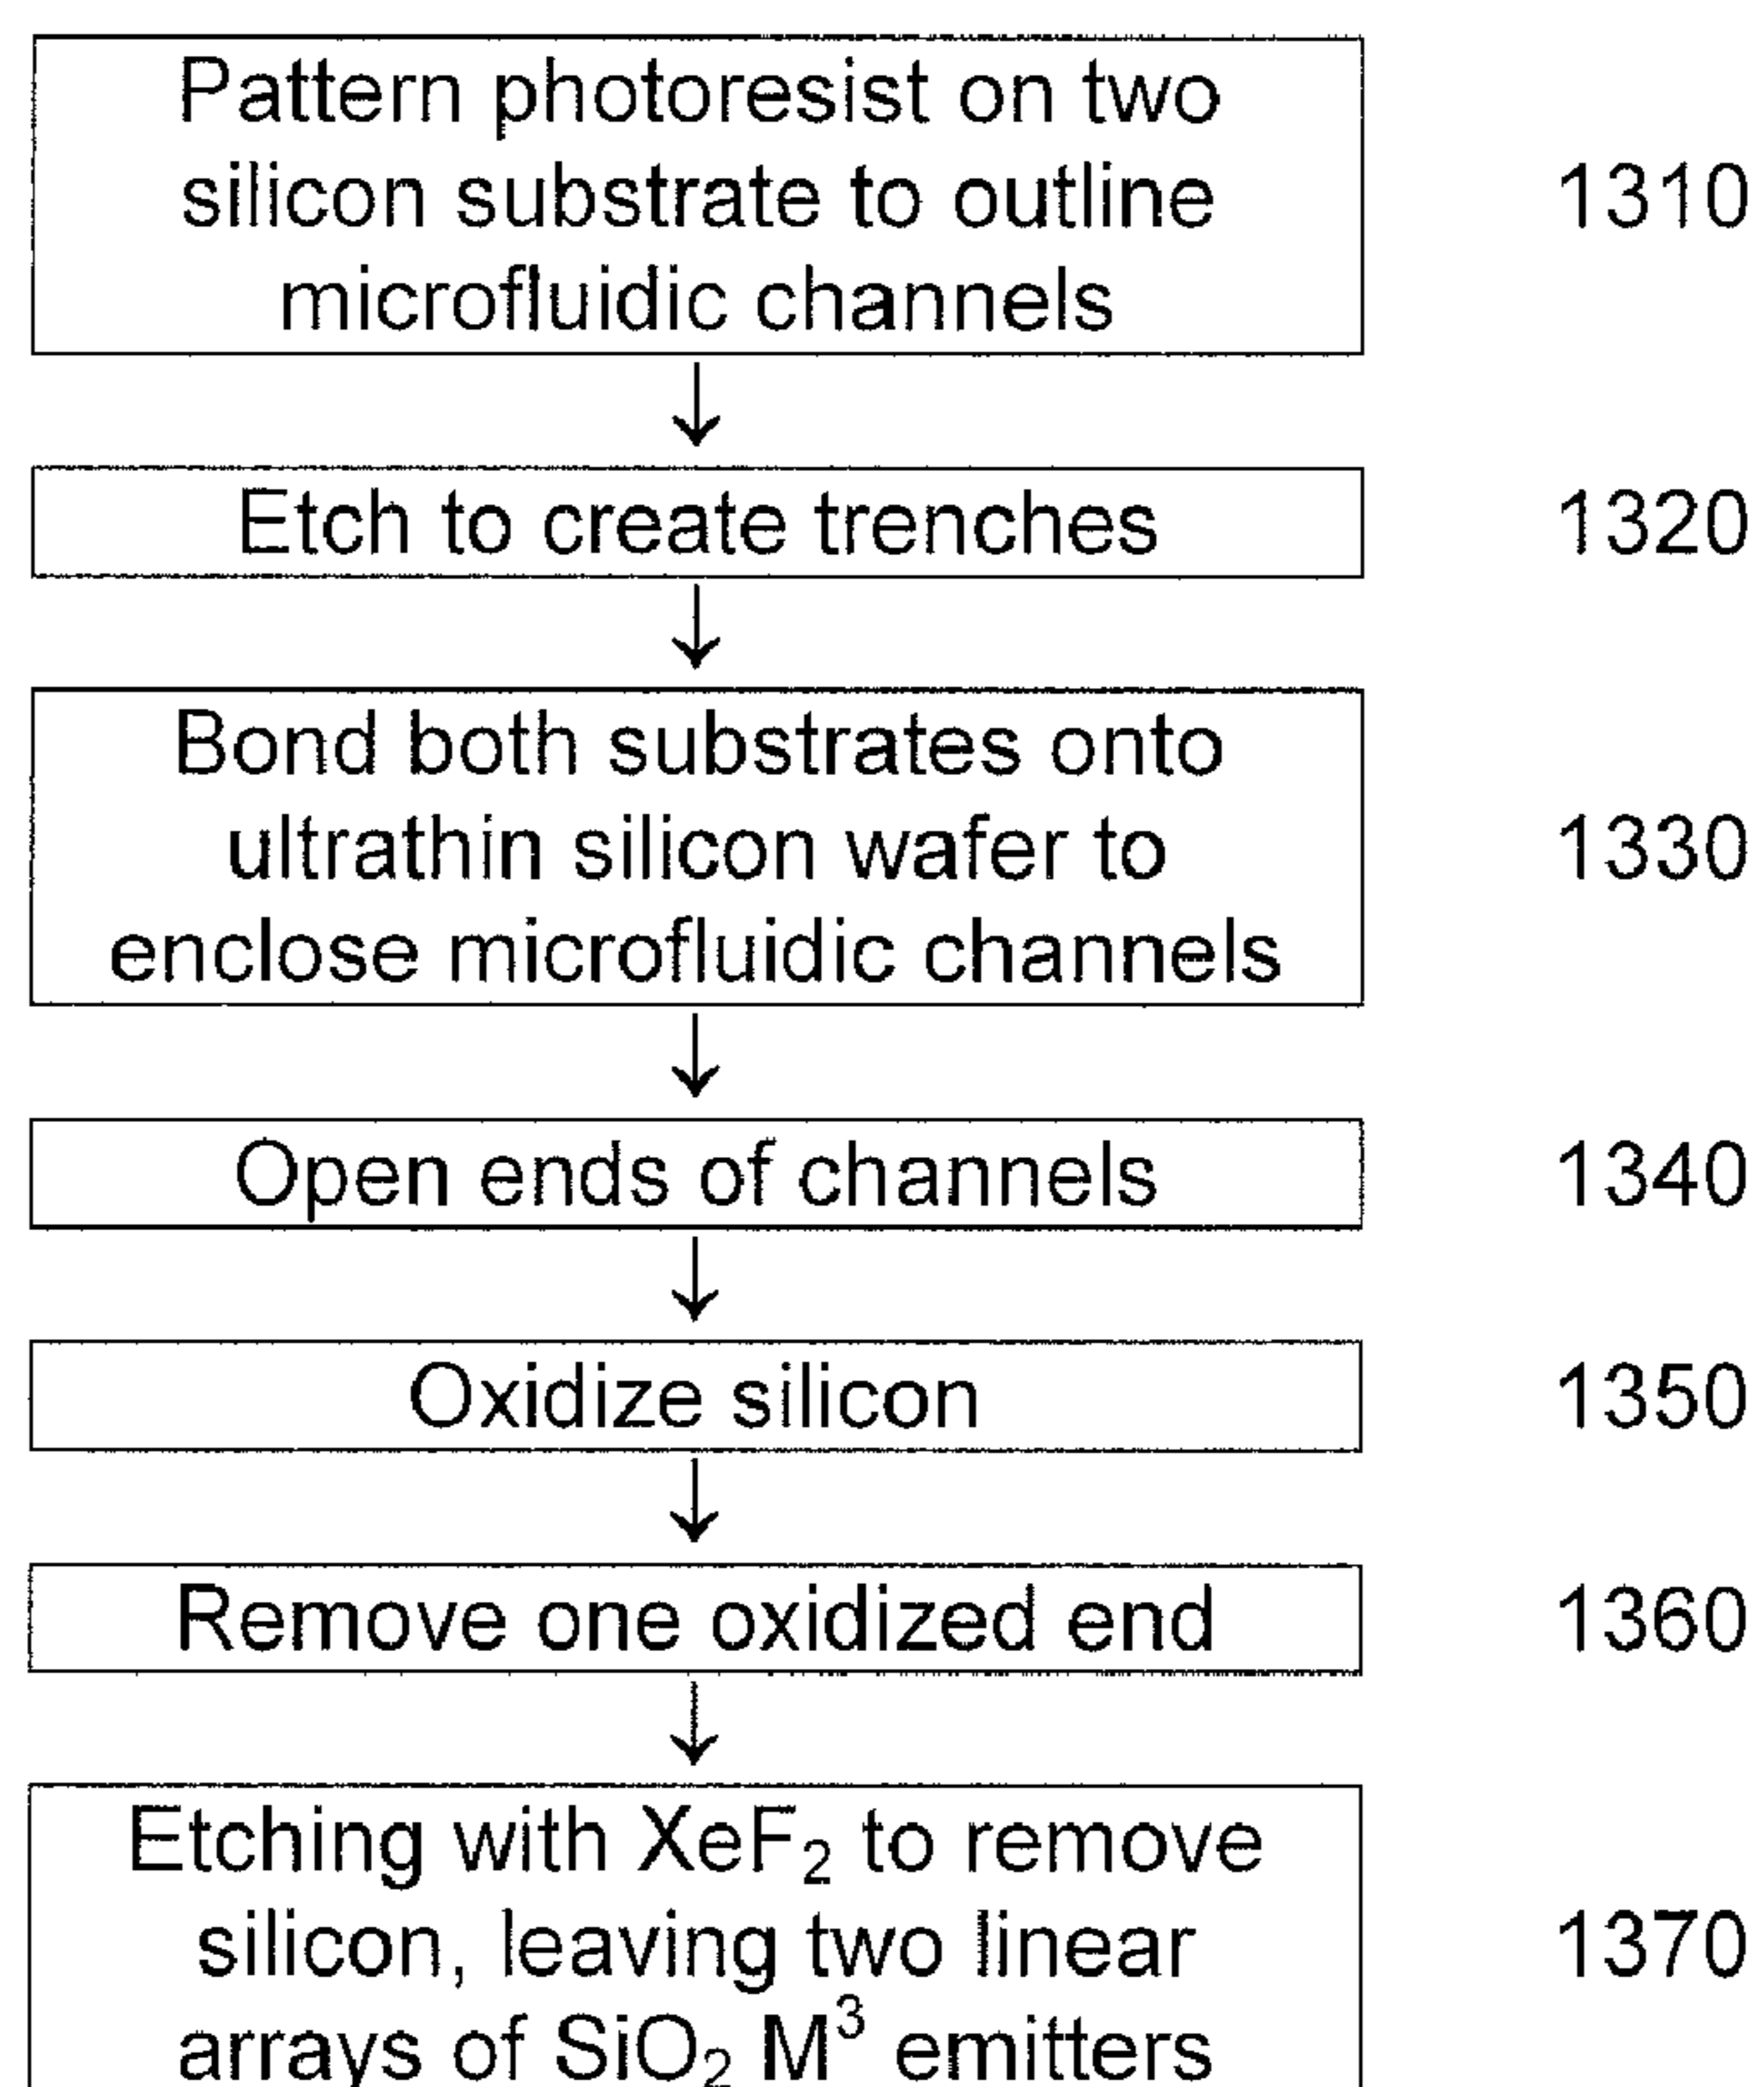 Pattern photoresist on two
silicon substrate to outline 1310
microfluidic channels
Etch to create trenches 1320
Bond both substrates onto
ultrathin silicon wafer to 1330
enclose microfluidic channels
Open ends of channels 1340
Oxidize silicon 1350
Remove one oxidized end 1360
Etching with XeF₂ to remove
silicon, leaving two linear 1370
arrays of SiO₂ M³ emitters